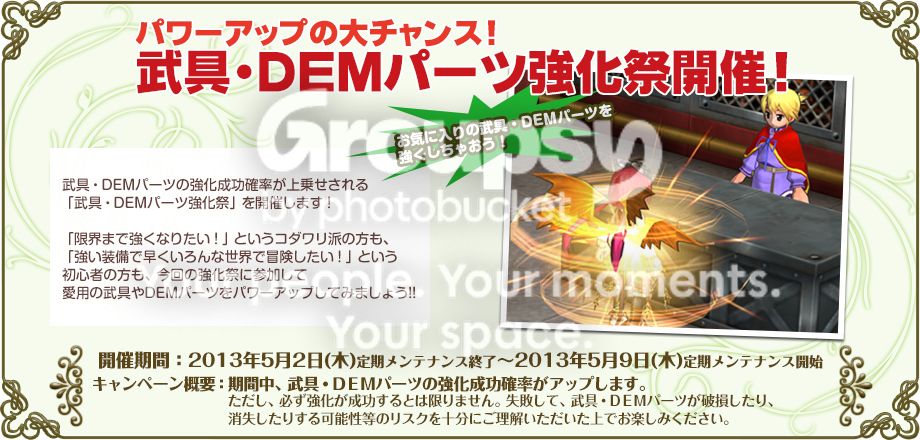 パワーアップの大チャンス！
武具・DEMパーツ強化祭開催！
お気に入りの武具・DEMパーツを
強くしちゃおう！
武具・DEMパーツの強化成功確率が上乗せされる
「武具・DEMパーツ強化祭」を開催します！
「限界まで強くなりたい！」というコダワリ派の方も、
「強い装備で早くいろんな世界で冒険したい！」という
初心者の方も、今回の強化祭に参加して
愛用の武具やDEMパーツをパワーアップしてみましょう!!
Groupsy
by photobucket
Your people. Your moments.
Your space.
開催期間：2013年5月2日(木)定期メンテナンス終了～2013年5月9日(木)定期メンテナンス開始
キャンペーン概要：期間中、武具・DEMパーツの強化成功確率がアップします。
ただし、必ず強化が成功するとは限りません。失敗して、武具・DEMパーツが破損したり、
消失したりする可能性等のリスクを十分にご理解いただいた上でお楽しみください。